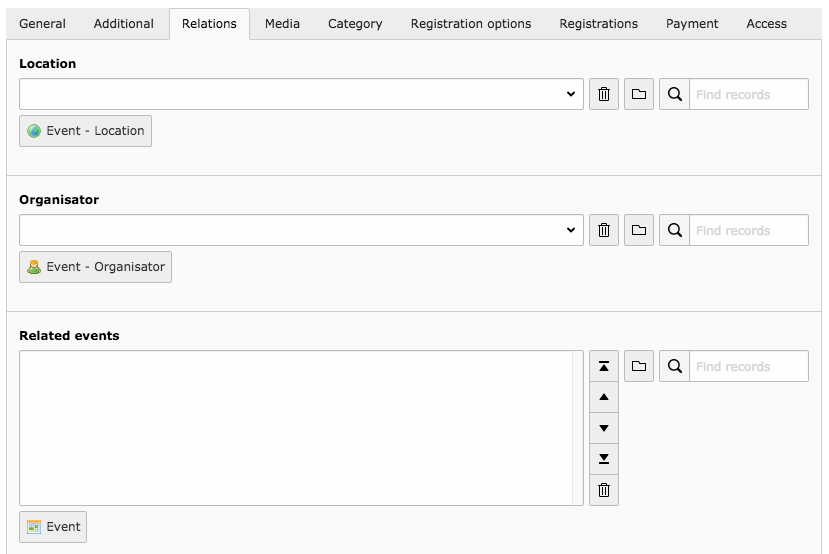 General Additional Relations Media Category Registration options Registrations Payment Access
Location
Find records
Event - Location
Organisator
Find records
Event - Organisator
Related events
Find records
Event